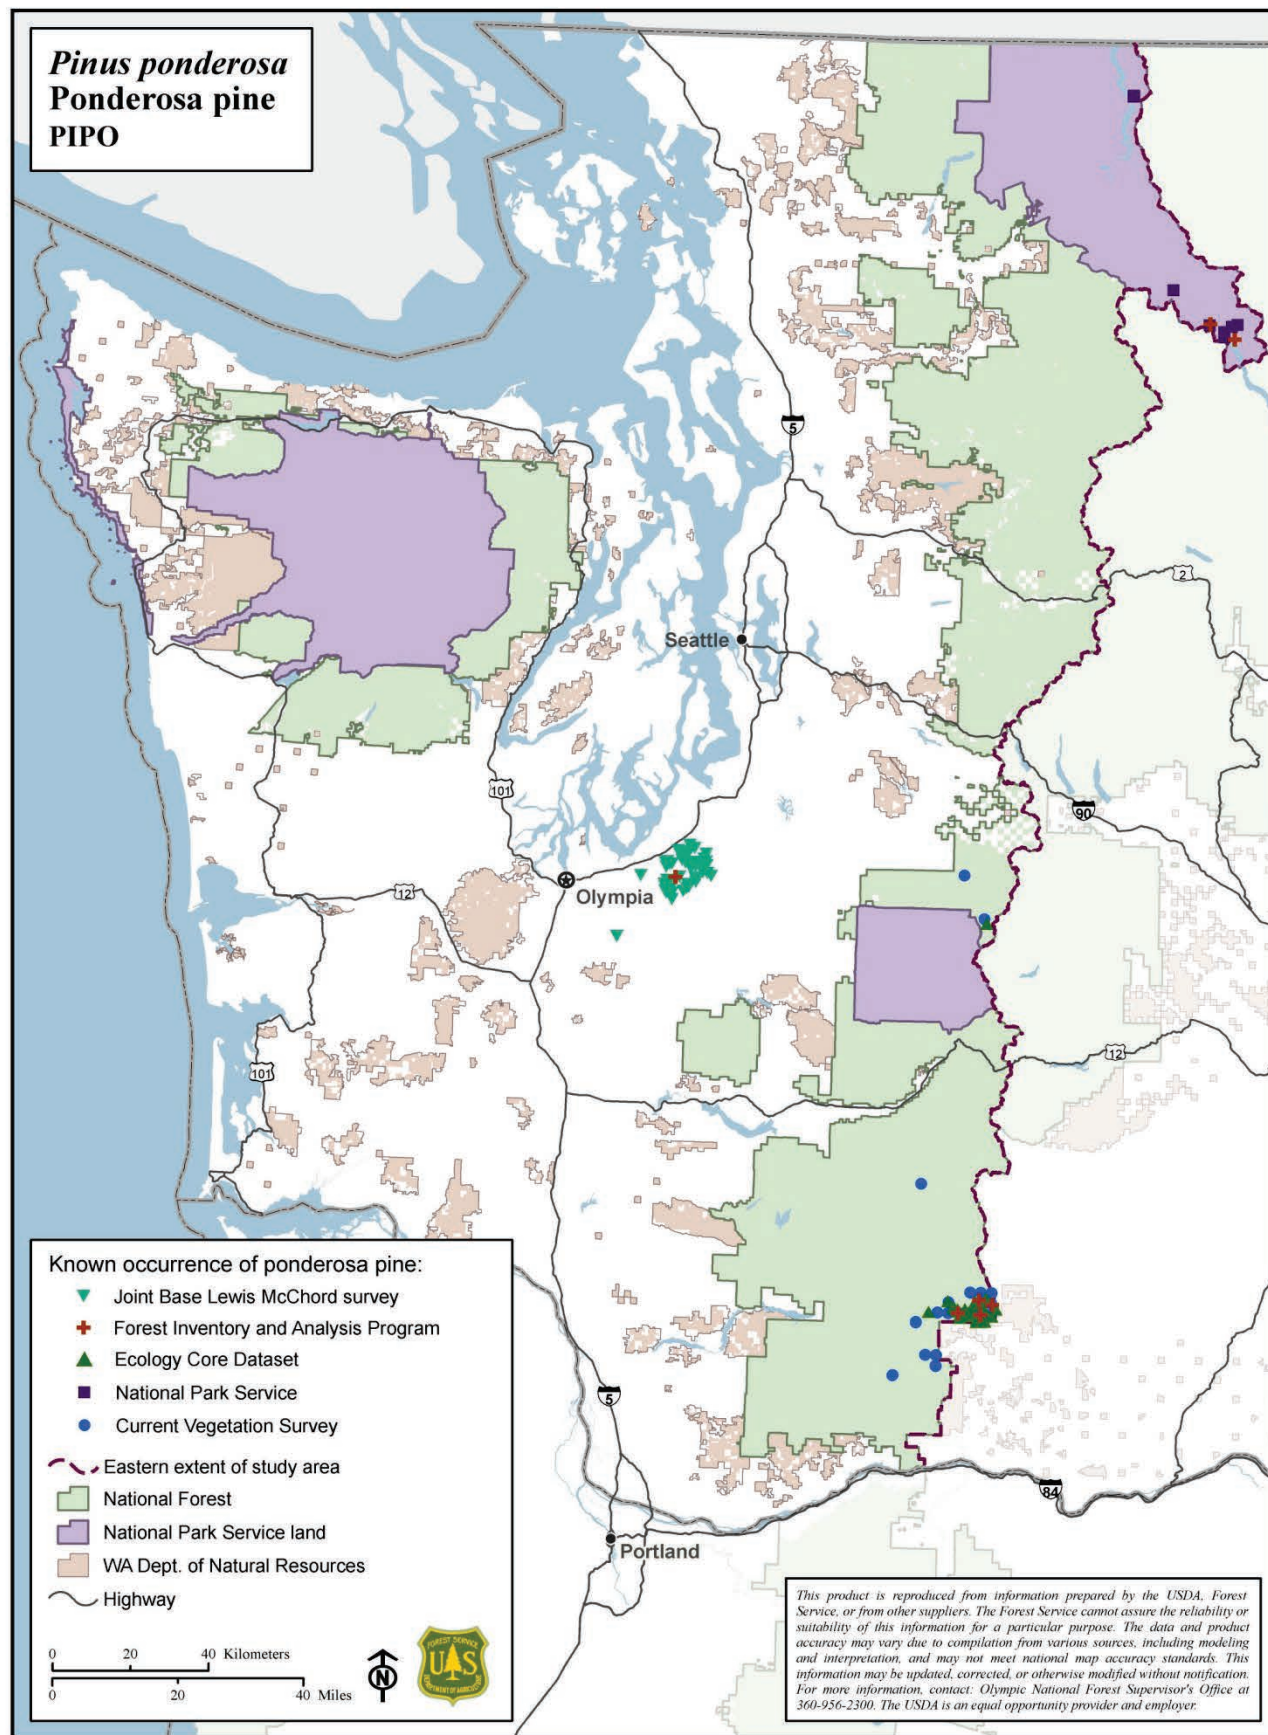 Pinus ponderosa
Ponderosa pine
PIPO
5
2
Seattle
101
90
12
Olympia
12
101
Known occurrence of ponderosa pine:
Joint Base Lewis McChord survey
Forest Inventory and Analysis Program
Ecology Core Dataset
National Park Service
Current Vegetation Survey
Eastern extent of study area
National Forest
National Park Service land
WA Dept. of Natural Resources
Highway
5
84
Portland
0 20 40 Kilometers
0 20 40 Miles
N
FOREST SERVICE
U S
DEPARTMENT OF AGRICULTURE
This product is reproduced from information prepared by the USDA, Forest
Service, or from other suppliers. The Forest Service cannot assure the reliability or
suitability of this information for a particular purpose. The data and product
accuracy may vary due to compilation from various sources, including modeling
and interpretation, and may not meet national map accuracy standards. This
information may be updated, corrected, or otherwise modified without notification.
For more information, contact: Olympic National Forest Supervisor's Office at
360-956-2300. The USDA is an equal opportunity provider and employer.